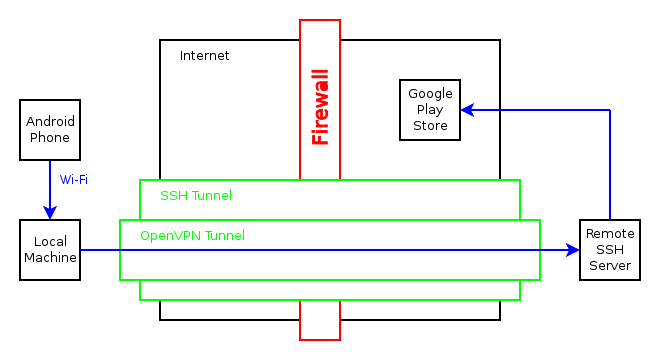 Internet
Firewall
Google
Play
Store
Android
Phone
Wi-Fi
SSH Tunnel
OpenVPN Tunnel
Local
Machine
Remote
SSH
Server